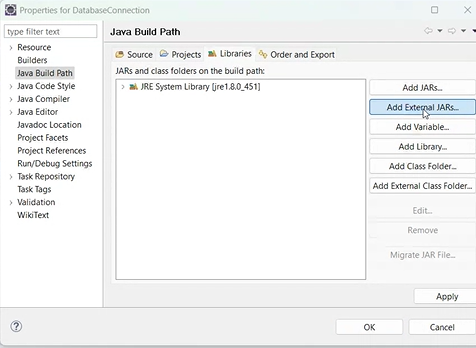 Properties for DatabaseConnection
type filter text
Resource
Builders
Java Build Path
Java Code Style
Java Compiler
Java Editor
Javadoc Location
Project Facets
Project References
Run/Debug Settings
Task Repository
Task Tags
Validation
WikiText
Java Build Path
Source
Projects
Libraries
Order and Export
JARs and class folders on the build path:
JRE System Library [jre1.8.0_451]
Add JARs...
Add External JARs...
Add Variable...
Add Library...
Add Class Folder...
Add External Class Folder...
Edit...
Remove
Migrate JAR File...
Apply
OK
Cancel